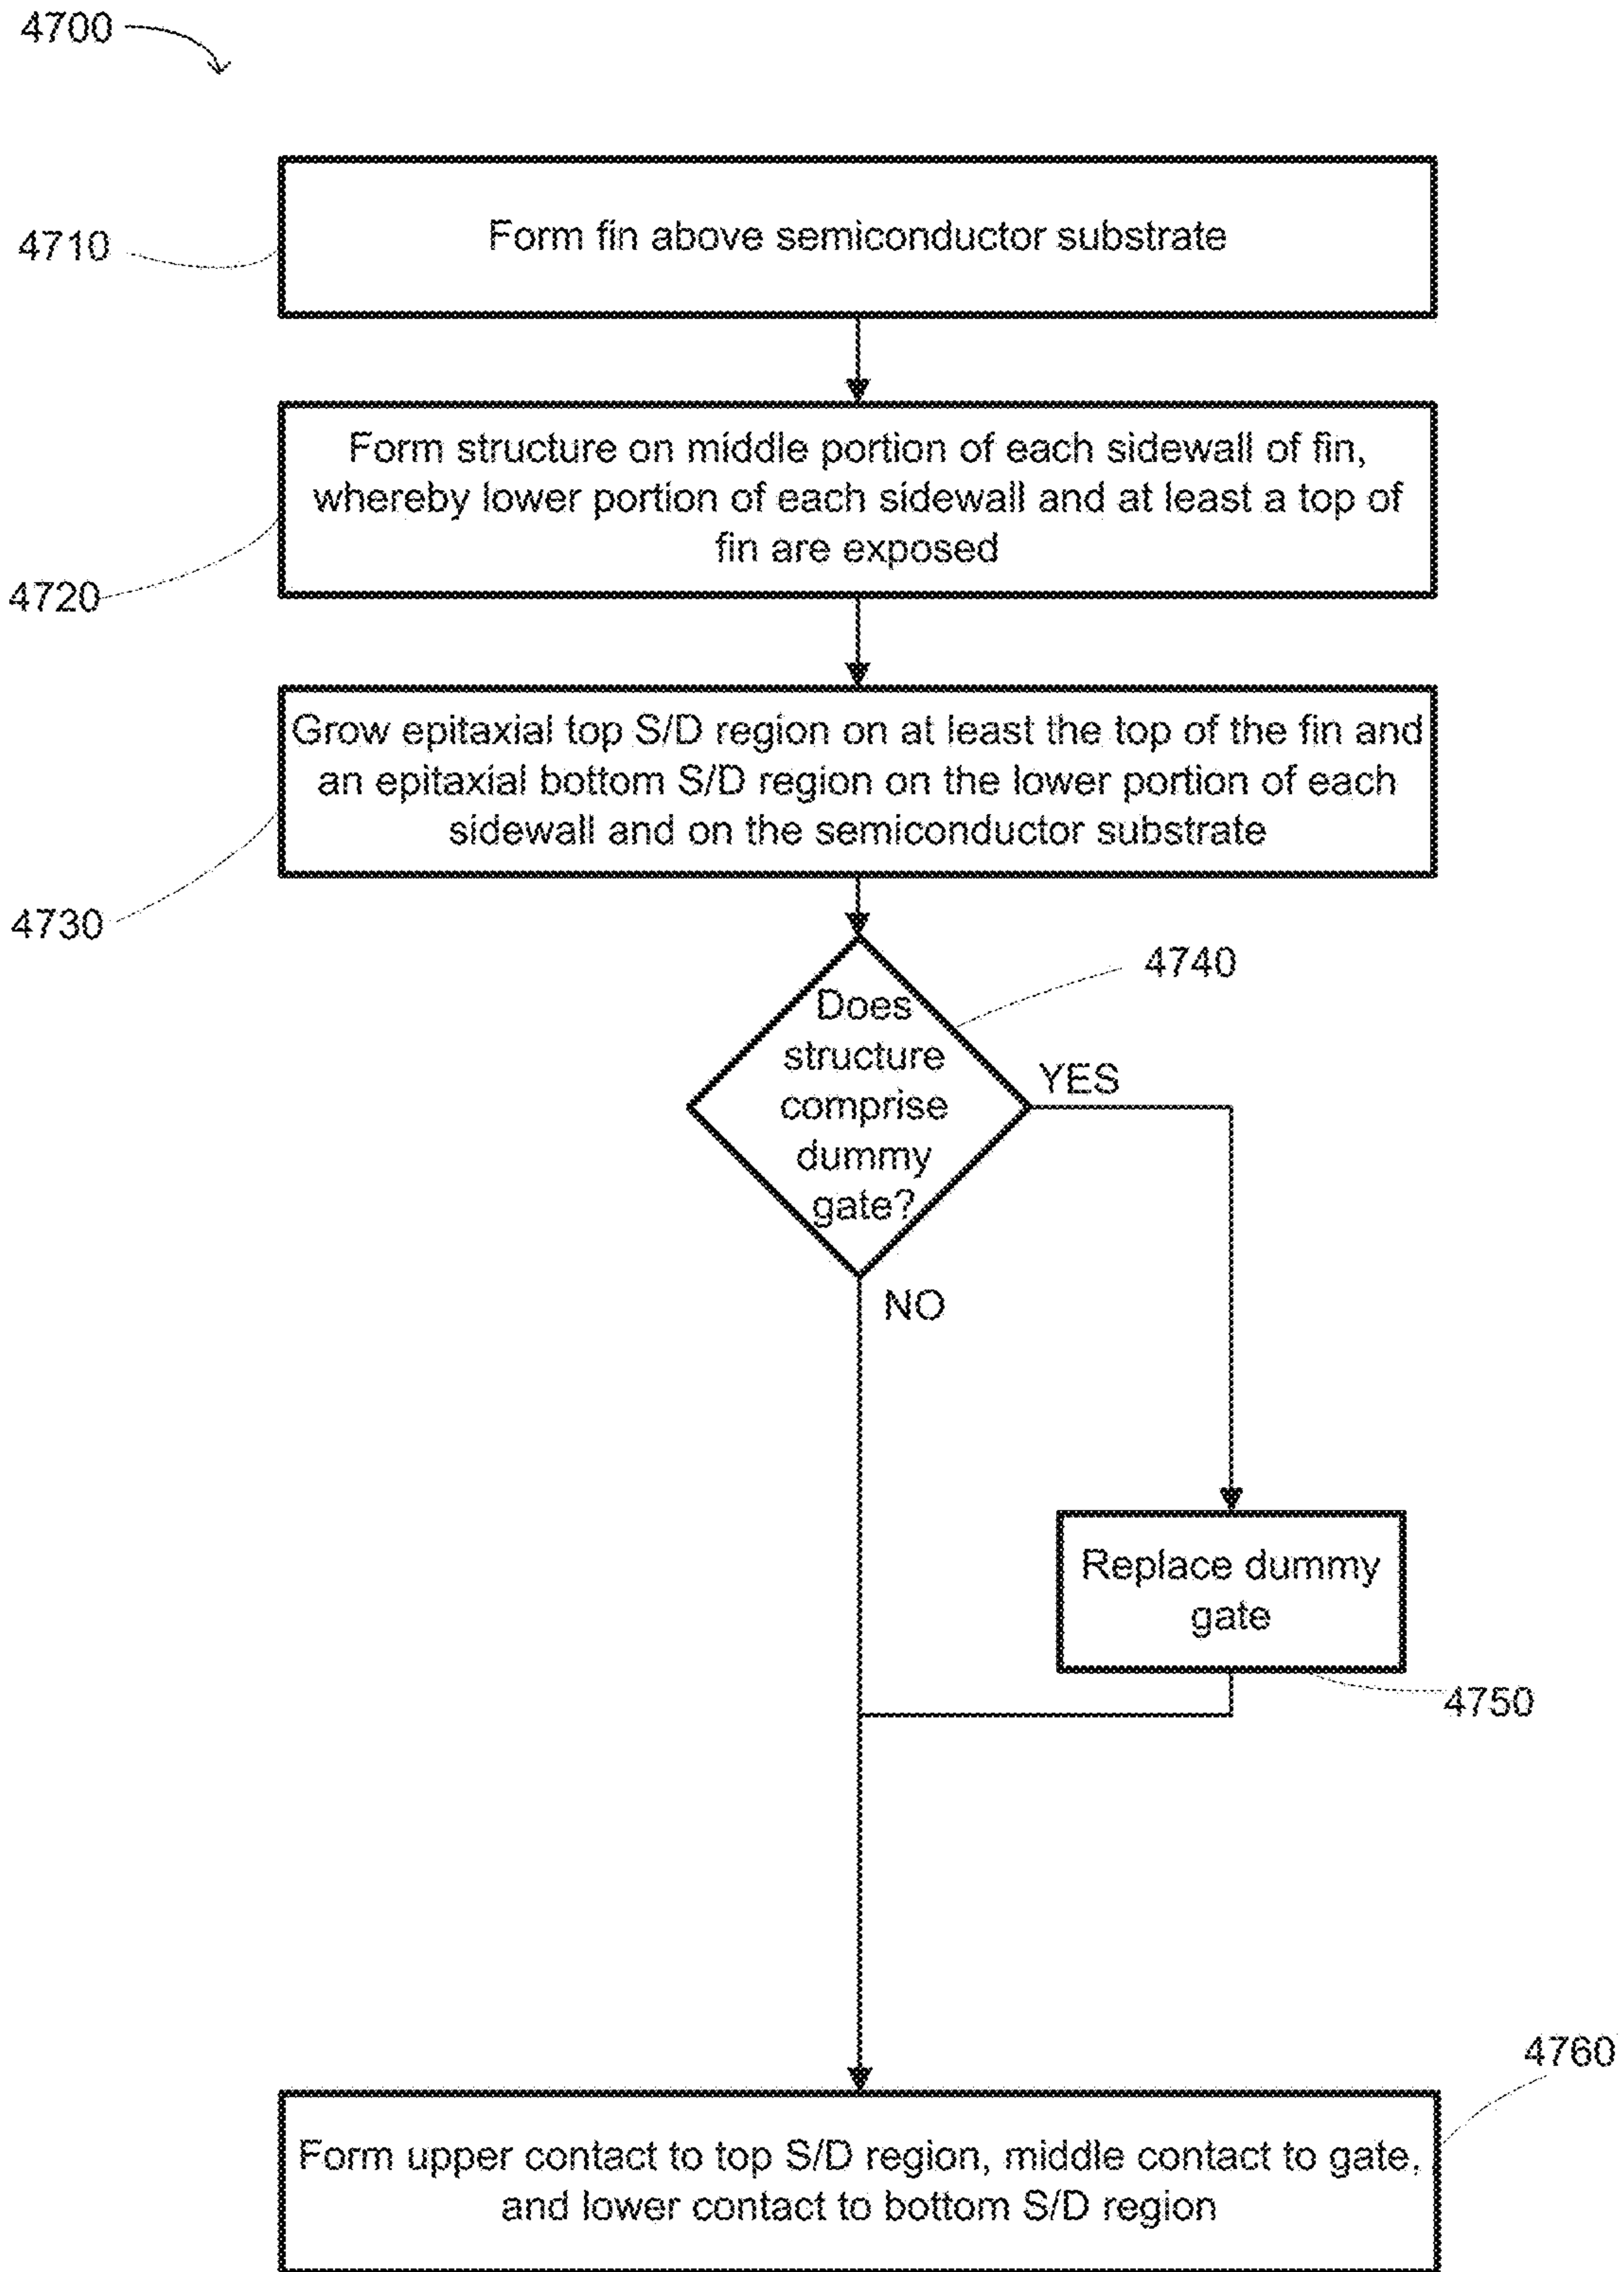 4700
Form fin above semiconductor substrate
4710
Form structure on middle portion of each sidewall of fin,
whereby lower portion of each sidewall and at least a top of
fin are exposed
4720
Grow epitaxial top S/D region on at least the top of the fin and
an epitaxial bottom S/D region on the lower portion of each
sidewall and on the semiconductor substrate
4730
4740
Does
structure
comprise
dummy
gate?
YES
NO
Replace dummy
gate
4750
4760
Form upper contact to top S/D region, middle contact to gate,
and lower contact to bottom S/D region